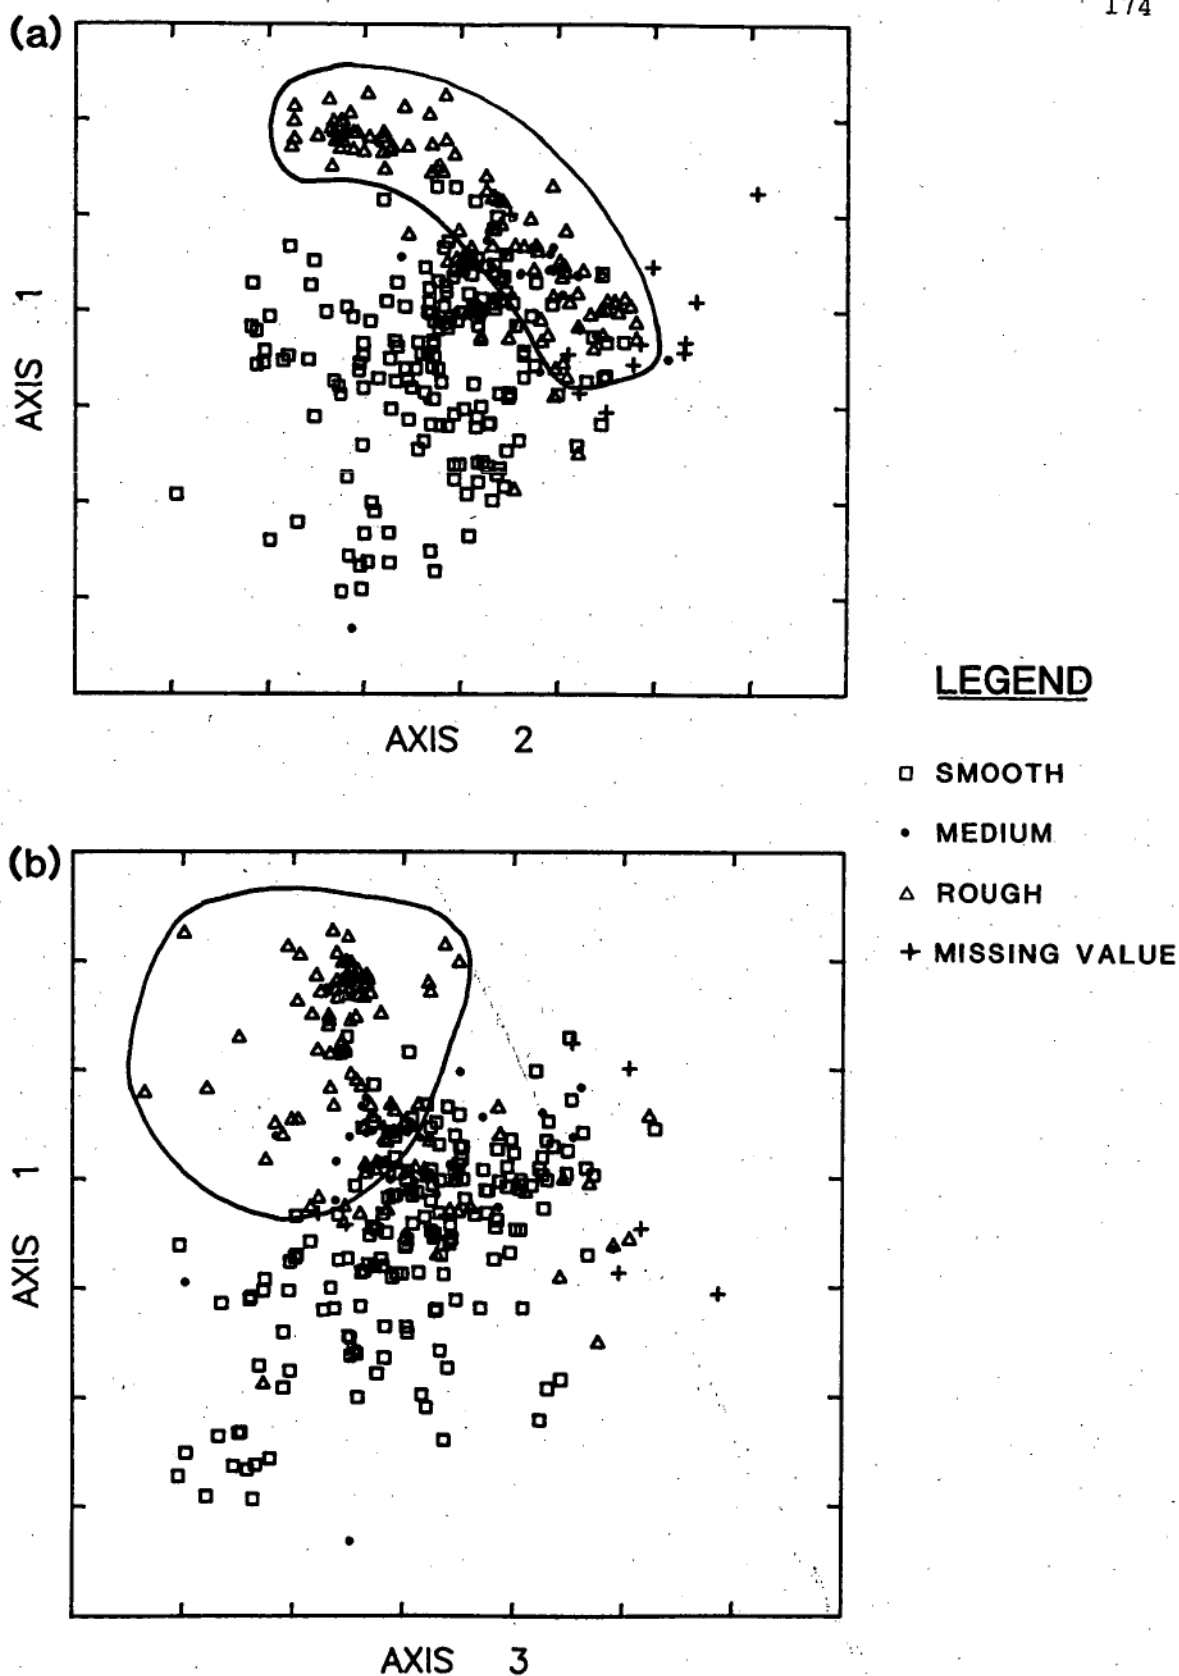 174
(a)
AXIS 1
AXIS 2
LEGEND
SMOOTH
MEDIUM
ROUGH
MISSING VALUE
(b)
AXIS 1
AXIS 3